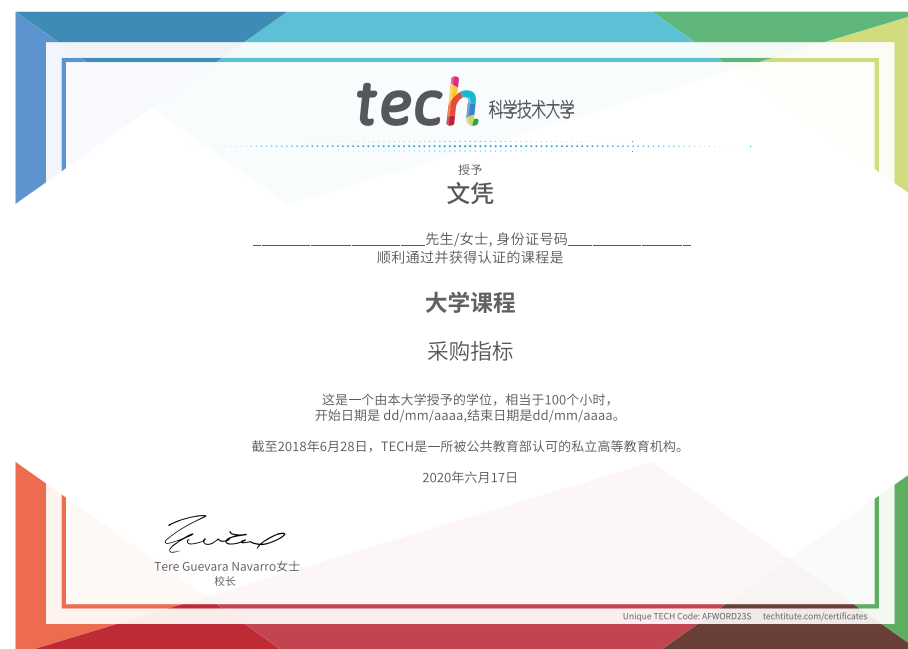 tech 科学技术大学
授予
文凭
______________________先生/女士, 身份证号码________________
顺利通过并获得认证的课程是
大学课程
采购指标
这是一个由本大学授予的学位，相当于100个小时，
开始日期是 dd/mm/aaaa,结束日期是dd/mm/aaaa。
截至2018年6月28日，TECH是一所被公共教育部认可的私立高等教育机构。
2020年六月17日
Tere Guevara Navarro女士
校长
Unique TECH Code: AFWORD23S techtitute.com/certificates